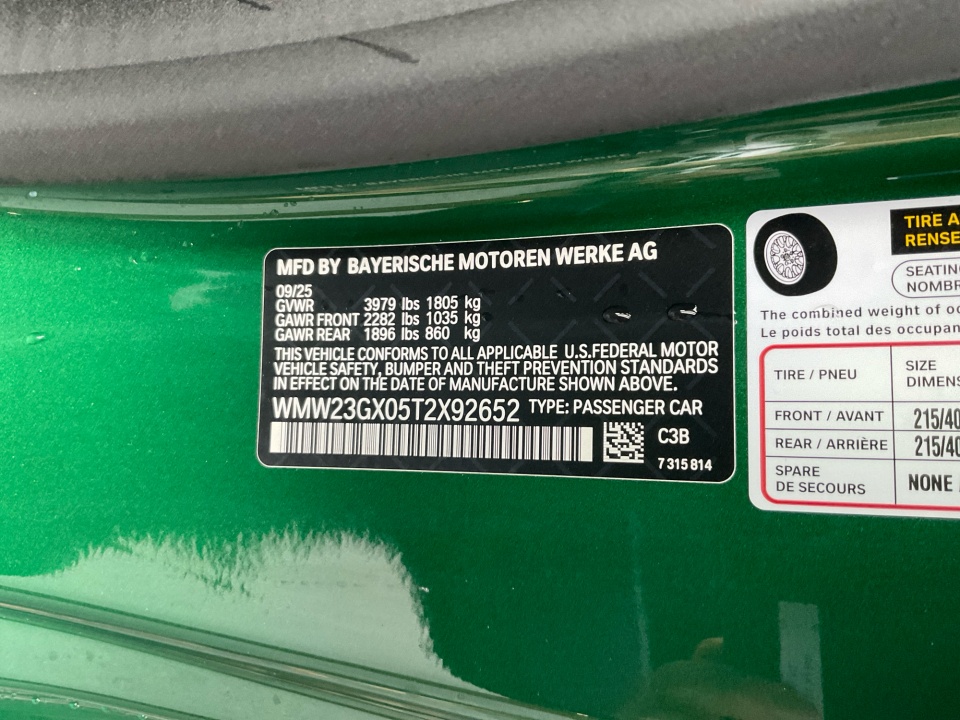 MFD BY BAYERISCHE MOTOREN WERKE AG
09/25
GVWR 3979 lbs 1805 kg
GAWR FRONT 2282 lbs 1035 kg
GAWR REAR 1896 lbs 860 kg
THIS VEHICLE CONFORMS TO ALL APPLICABLE U.S.FEDERAL MOTOR
VEHICLE SAFETY, BUMPER AND THEFT PREVENTION STANDARDS
IN EFFECT ON THE DATE OF MANUFACTURE SHOWN ABOVE.
WMW23GX05T2X92652 TYPE: PASSENGER CAR
C3B
7 315 814
TIRE A
RENSE
SEATIN
NOMBR
The combined weight of oc
Le poids total des occupan
TIRE / PNEU SIZE
DIMENS
FRONT / AVANT 215/40
REAR / ARRIÈRE 215/40
SPARE
DE SECOURS NONE /